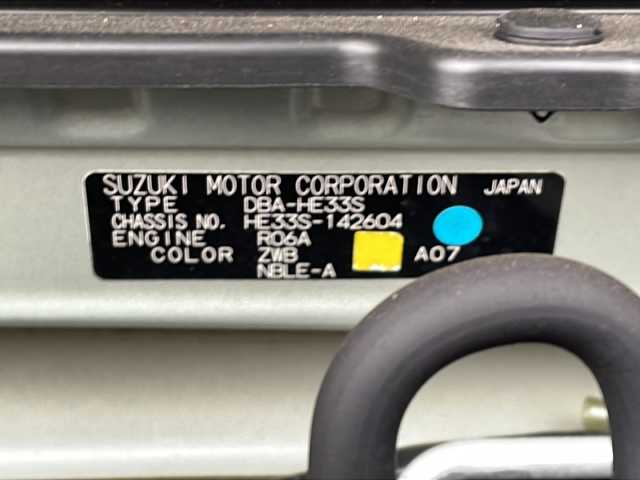 SUZUKI MOTOR CORPORATION JAPAN
TYPE DBA-HE33S
CHASSIS NO. HE33S-142604
ENGINE R06A
COLOR ZWB A07
NBLE-A